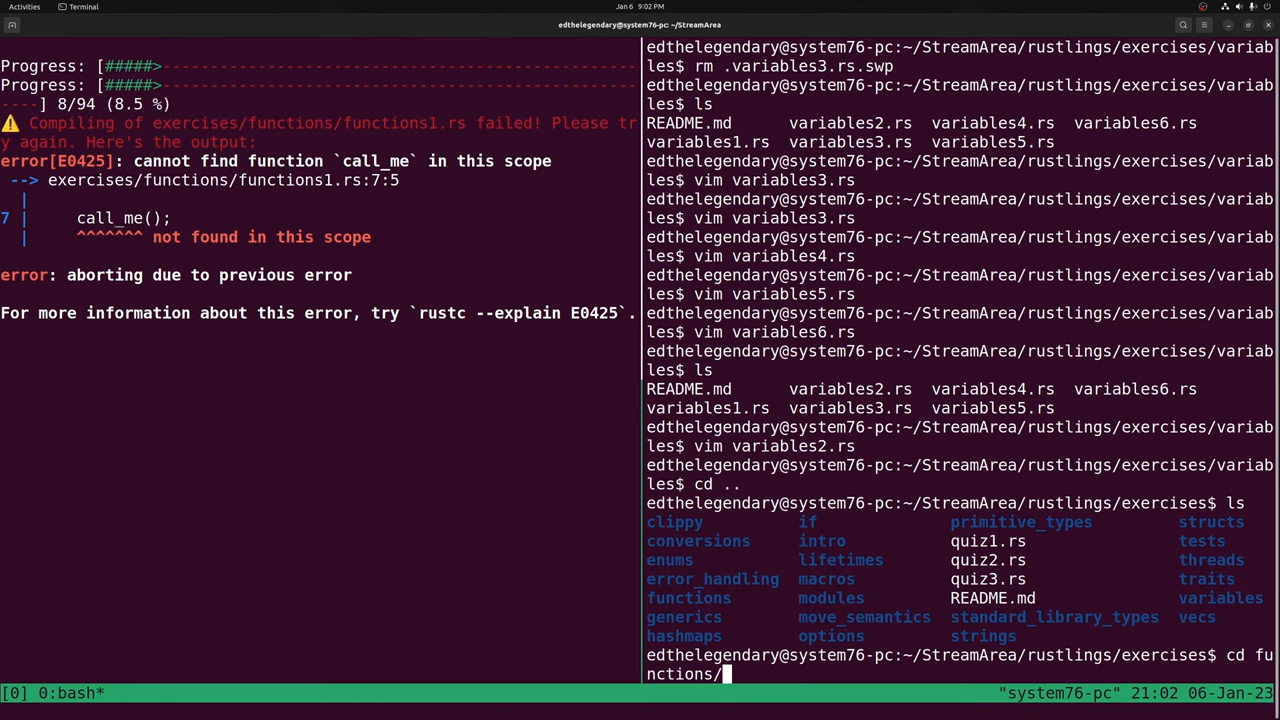 Activities
Terminal
Jan 6 9:02 PM
edthelegendary@system76-pc: ~/StreamArea
Progress: [#####>--------------------------------------------------
Progress: [#####>--------------------------------------------------
----] 8/94 (8.5 %)
⚠️ Compiling of exercises/functions/functions1.rs failed! Please tr
y again. Here's the output:
error[E0425]: cannot find function `call_me` in this scope
 --> exercises/functions/functions1.rs:7:5
  |
7 |     call_me();
  |     ^^^^^^^ not found in this scope
error: aborting due to previous error
For more information about this error, try `rustc --explain E0425`.
edthelegendary@system76-pc:~/StreamArea/rustlings/exercises/variab
les$ rm .variables3.rs.swp
edthelegendary@system76-pc:~/StreamArea/rustlings/exercises/variab
les$ ls
README.md      variables2.rs  variables4.rs  variables6.rs
variables1.rs  variables3.rs  variables5.rs
edthelegendary@system76-pc:~/StreamArea/rustlings/exercises/variab
les$ vim variables3.rs
edthelegendary@system76-pc:~/StreamArea/rustlings/exercises/variab
les$ vim variables3.rs
edthelegendary@system76-pc:~/StreamArea/rustlings/exercises/variab
les$ vim variables4.rs
edthelegendary@system76-pc:~/StreamArea/rustlings/exercises/variab
les$ vim variables5.rs
edthelegendary@system76-pc:~/StreamArea/rustlings/exercises/variab
les$ vim variables6.rs
edthelegendary@system76-pc:~/StreamArea/rustlings/exercises/variab
les$ ls
README.md      variables2.rs  variables4.rs  variables6.rs
variables1.rs  variables3.rs  variables5.rs
edthelegendary@system76-pc:~/StreamArea/rustlings/exercises/variab
les$ vim variables2.rs
edthelegendary@system76-pc:~/StreamArea/rustlings/exercises/variab
les$ cd ..
edthelegendary@system76-pc:~/StreamArea/rustlings/exercises$ ls
clippy          if              primitive_types         structs
conversions     intro           quiz1.rs                tests
enums           lifetimes       quiz2.rs                threads
error_handling  macros          quiz3.rs                traits
functions       modules         README.md               variables
generics        move_semantics  standard_library_types  vecs
hashmaps        options         strings
edthelegendary@system76-pc:~/StreamArea/rustlings/exercises$ cd fu
nctions/
[0] 0:bash*
"system76-pc" 21:02 06-Jan-23